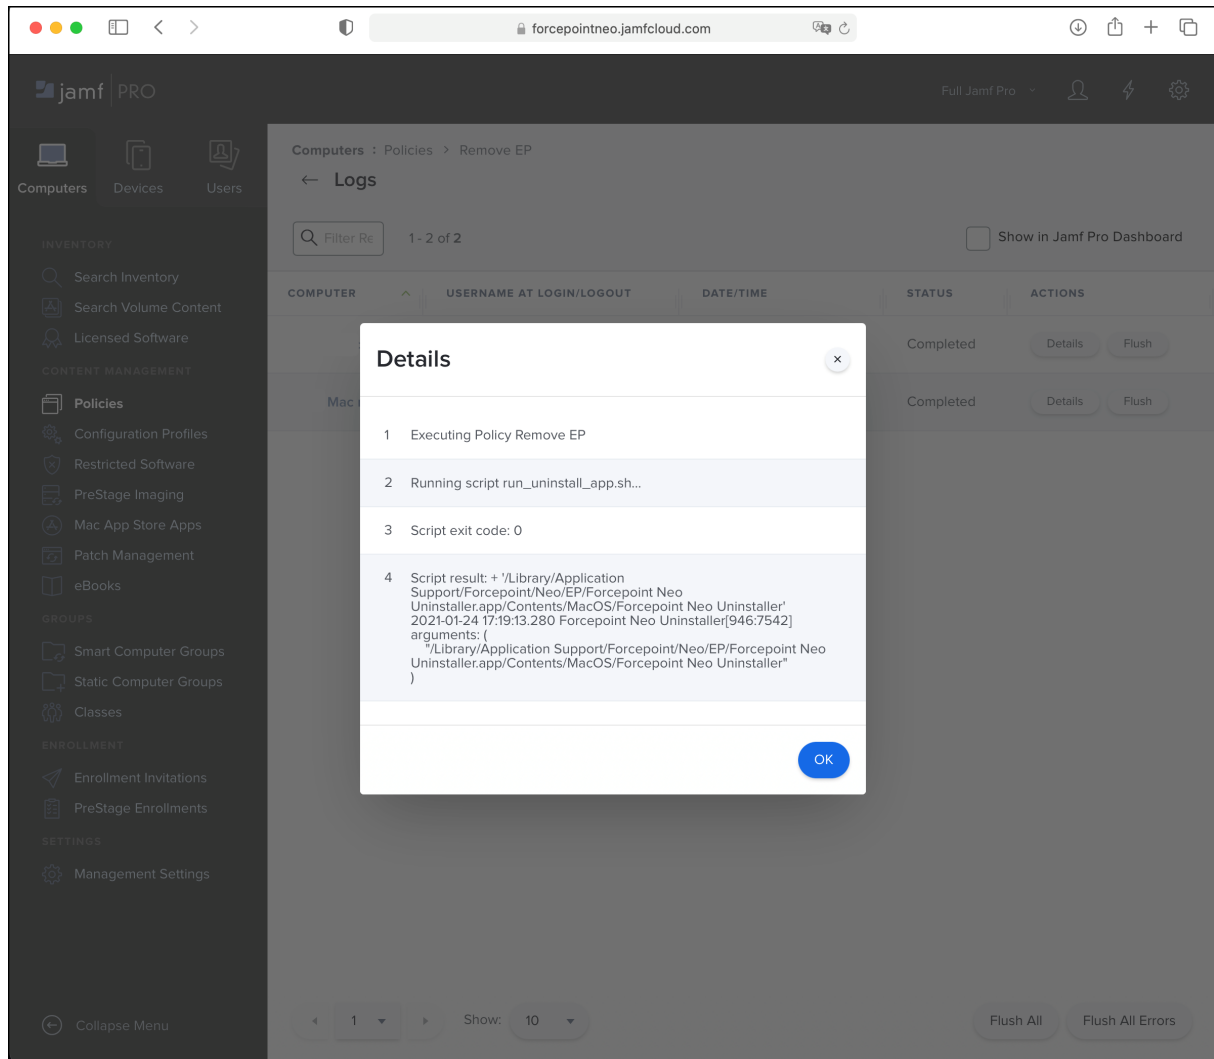 forcepointneo.jamfcloud.com
jamf PRO
Full Jamf Pro
Computers
Devices
Users
INVENTORY
Search Inventory
Search Volume Content
Licensed Software
CONTENT MANAGEMENT
Policies
Configuration Profiles
Restricted Software
PreStage Imaging
Mac App Store Apps
Patch Management
eBooks
GROUPS
Smart Computer Groups
Static Computer Groups
Classes
ENROLLMENT
Enrollment Invitations
PreStage Enrollments
SETTINGS
Management Settings
Collapse Menu
Computers : Policies > Remove EP
← Logs
Filter Re
1 - 2 of 2
Show in Jamf Pro Dashboard
COMPUTER USERNAME AT LOGIN/LOGOUT DATE/TIME STATUS ACTIONS
Completed Details Flush
Mac Completed Details Flush
Details
1 Executing Policy Remove EP
2 Running script run_uninstall_app.sh...
3 Script exit code: 0
4 Script result: + '/Library/Application
Support/Forcepoint/Neo/EP/Forcepoint Neo
Uninstaller.app/Contents/MacOS/Forcepoint Neo Uninstaller'
2021-01-24 17:19:13.280 Forcepoint Neo Uninstaller[946:7542]
arguments: (
"/Library/Application Support/Forcepoint/Neo/EP/Forcepoint Neo
Uninstaller.app/Contents/MacOS/Forcepoint Neo Uninstaller"
)
OK
1 Show: 10 Flush All Flush All Errors